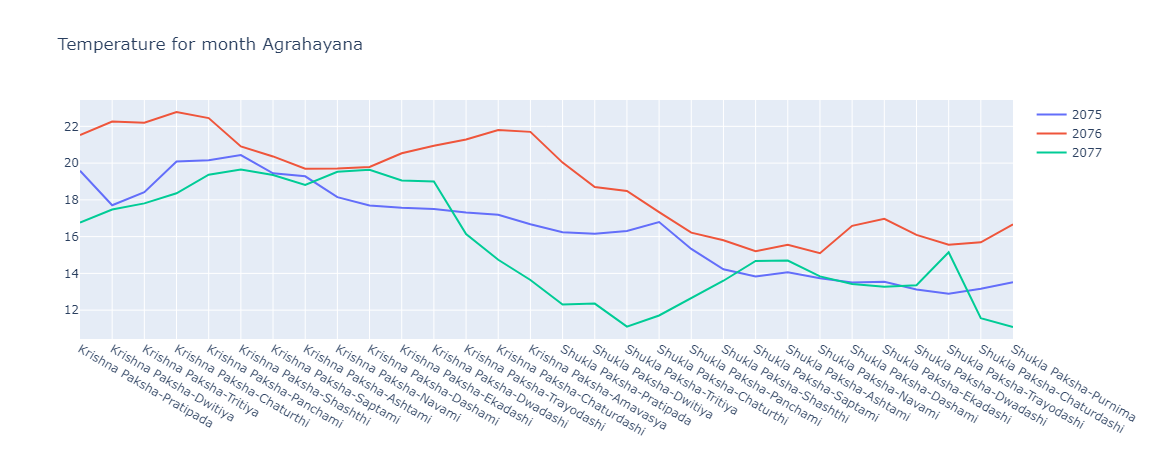 Temperature for month Agrahayana
2075
2076
2077
22
20
18
16
14
12
Krishna Paksha-Pratipada
Krishna Paksha-Dwitiya
Krishna Paksha-Tritiya
Krishna Paksha-Chaturthi
Krishna Paksha-Panchami
Krishna Paksha-Shashthi
Krishna Paksha-Saptami
Krishna Paksha-Ashtami
Krishna Paksha-Navami
Krishna Paksha-Dashami
Krishna Paksha-Ekadashi
Krishna Paksha-Dwadashi
Krishna Paksha-Trayodashi
Krishna Paksha-Chaturdashi
Krishna Paksha-Amavasya
Shukla Paksha-Pratipada
Shukla Paksha-Dwitiya
Shukla Paksha-Tritiya
Shukla Paksha-Chaturthi
Shukla Paksha-Panchami
Shukla Paksha-Shashthi
Shukla Paksha-Saptami
Shukla Paksha-Ashtami
Shukla Paksha-Navami
Shukla Paksha-Dashami
Shukla Paksha-Ekadashi
Shukla Paksha-Dwadashi
Shukla Paksha-Trayodashi
Shukla Paksha-Chaturdashi
Shukla Paksha-Purnima